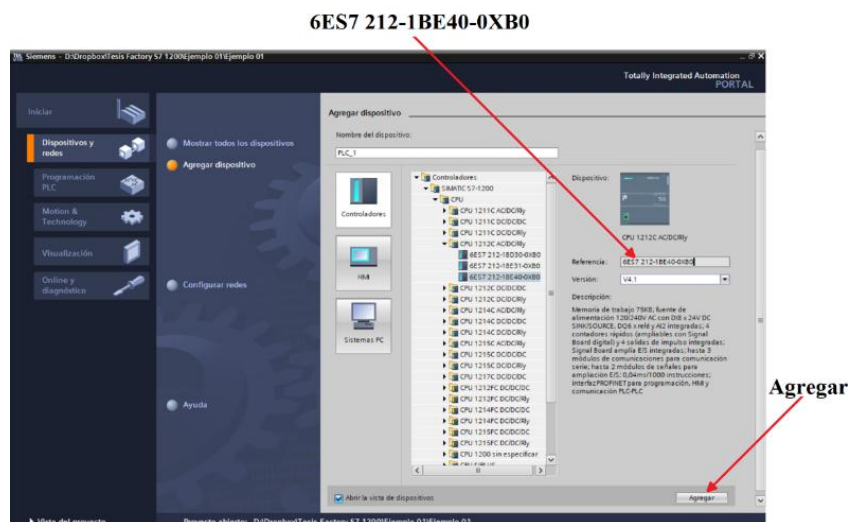 6ES7 212-1BE40-0XB0
Siemens - D:\Dropbox\Tesis Factory S7 1200\Ejemplo 01\Ejemplo 01
Totally Integrated Automation
PORTAL
Iniciar
Dispositivos y
redes
Programación
PLC
Motion &
Technology
Visualización
Online y
diagnóstico
Mostrar todos los dispositivos
Agregar dispositivo
Configurar redes
Ayuda
Agregar dispositivo
Nombre del dispositivo:
PLC_1
Controladores
HMI
Sistemas PC
Controladores
SIMATIC S7-1200
CPU
CPU 1211C AC/DC/Rly
CPU 1211C DC/DC/DC
CPU 1211C DC/DC/Rly
CPU 1212C AC/DC/Rly
6ES7 212-1BD30-0XB0
6ES7 212-1BE31-0XB0
6ES7 212-1BE40-0XB0
CPU 1212C DC/DC/DC
CPU 1212C DC/DC/Rly
CPU 1214C AC/DC/Rly
CPU 1214C DC/DC/DC
CPU 1214C DC/DC/Rly
CPU 1215C AC/DC/Rly
CPU 1215C DC/DC/DC
CPU 1215C DC/DC/Rly
CPU 1217C DC/DC/DC
CPU 1212FC DC/DC/DC
CPU 1212FC DC/DC/Rly
CPU 1214FC DC/DC/DC
CPU 1214FC DC/DC/Rly
CPU 1215FC DC/DC/DC
CPU 1215FC DC/DC/Rly
CPU 1200 sin especificar
CPU SIPLUS
Dispositivo:
CPU 1212C AC/DC/Rly
Referencia:
6ES7 212-1BE40-0XB0
Versión:
V4.1
Descripción:
Memoria de trabajo 75KB; fuente de
alimentación 120/240V AC con DI8 x 24V DC
SINK/SOURCE, DQ6 x relé y AI2 integradas; 4
contadores rápidos (ampliables con Signal
Board digital) y 4 salidas de impulso integradas;
Signal Board amplía E/S integradas; hasta 3
módulos de comunicaciones para comunicación
serie; hasta 2 módulos de señales para
ampliación E/S; 0,04ms/1000 instrucciones;
interfaz PROFINET para programación, HMI y
comunicación PLC-PLC
Agregar
Abrir la vista de dispositivos
Agregar
Vista del proyecto
Proyecto abierto: D:\Dropbox\Tesis Factory S7 1200\Ejemplo 01\Ejemplo 01